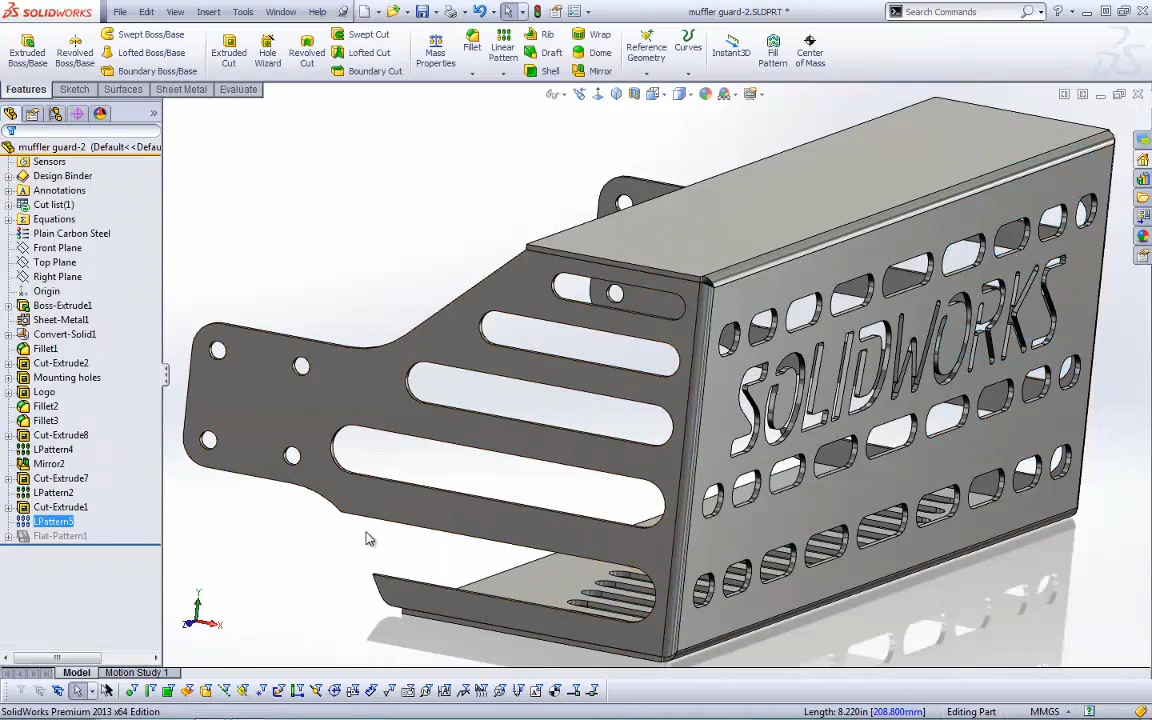 SOLIDWORKS File Edit View Insert Tools Window Help muffler guard-2.SLDPRT * Search Commands
Extruded Boss/Base
Revolved Boss/Base
Swept Boss/Base
Lofted Boss/Base
Boundary Boss/Base
Extruded Cut
Hole Wizard
Revolved Cut
Swept Cut
Lofted Cut
Boundary Cut
Mass Properties
Fillet
Linear Pattern
Rib
Draft
Shell
Wrap
Dome
Mirror
Reference Geometry
Curves
Instant3D
Fill Pattern
Center of Mass
Features Sketch Surfaces Sheet Metal Evaluate
muffler guard-2 (Default<<Defau
Sensors
Design Binder
Annotations
Cut list(1)
Equations
Plain Carbon Steel
Front Plane
Top Plane
Right Plane
Origin
Boss-Extrude1
Sheet-Metal1
Convert-Solid1
Fillet1
Cut-Extrude2
Mounting holes
Logo
Fillet2
Fillet3
Cut-Extrude8
LPattern4
Mirror2
Cut-Extrude7
LPattern2
Cut-Extrude1
LPattern5
Flat-Pattern1
SOLIDWORKS
Y
Z
X
Model Motion Study 1
SolidWorks Premium 2013 x64 Edition Length: 8.220in [208.800mm] Editing Part MMGS